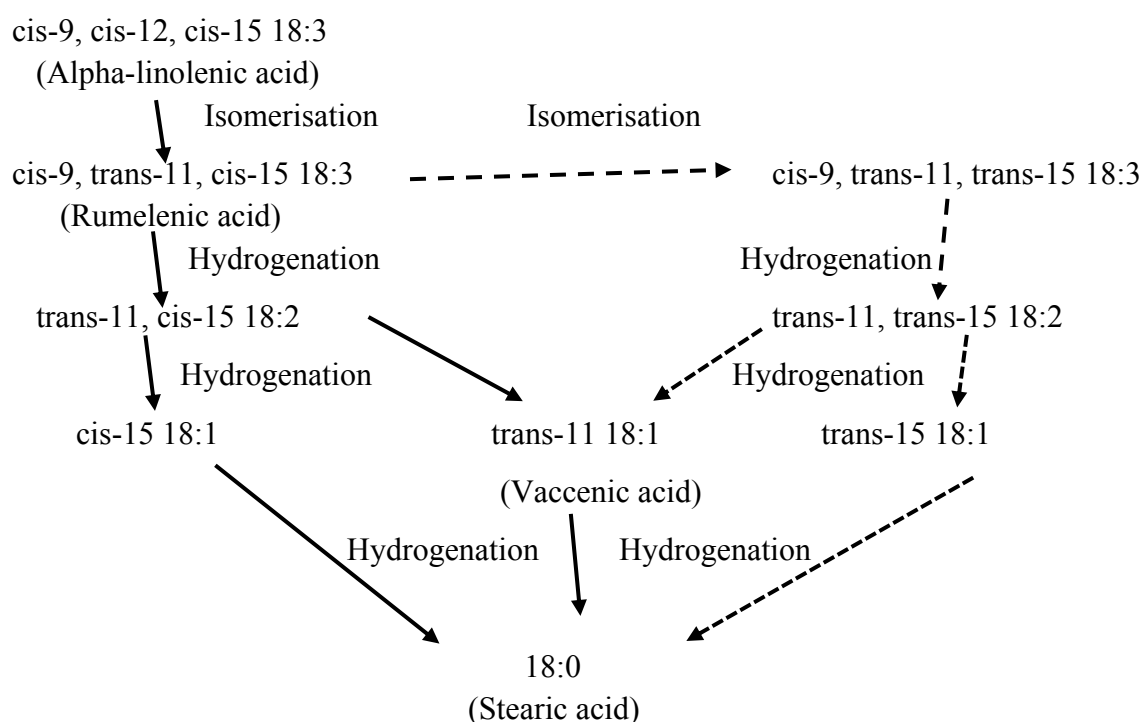 cis-9, cis-12, cis-15 18:3
(Alpha-linolenic acid)
Isomerisation Isomerisation
cis-9, trans-11, cis-15 18:3 cis-9, trans-11, trans-15 18:3
(Rumelenic acid)
Hydrogenation Hydrogenation
trans-11, cis-15 18:2 trans-11, trans-15 18:2
Hydrogenation Hydrogenation
cis-15 18:1 trans-11 18:1 trans-15 18:1
(Vaccenic acid)
Hydrogenation Hydrogenation
18:0
(Stearic acid)